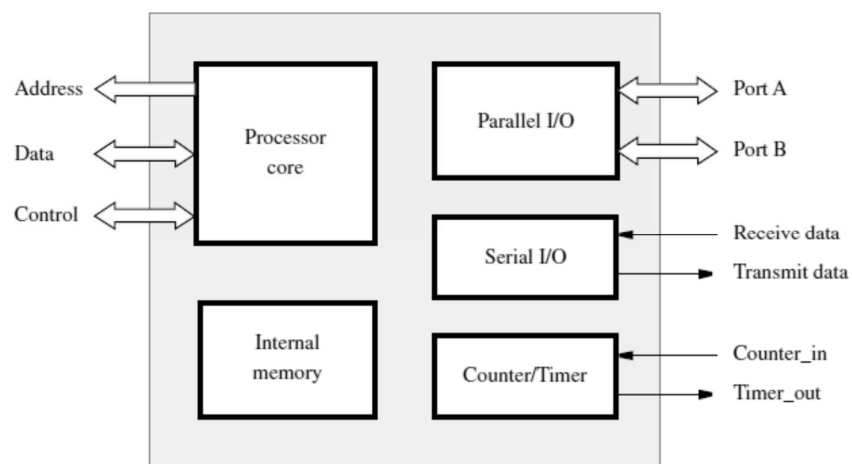 Address
Data
Control
Processor
core
Internal
memory
Parallel I/O
Serial I/O
Counter/Timer
Port A
Port B
Receive data
Transmit data
Counter_in
Timer_out